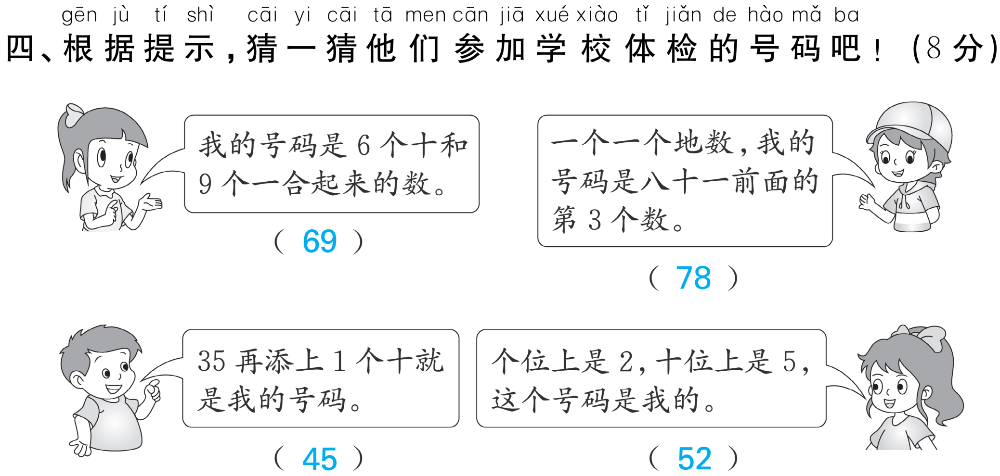 gēn jù tí shì cāi yi cāi tā men cān jiā xué xiào tǐ jiǎn de hào mǎ ba
四、根据提示,猜一猜他们参加学校体检的号码吧!(8分)
我的号码是6个十和
9个一合起来的数。
(69)
一个一个地数,我的
号码是八十一前面的
第3个数。
(78)
35再添上1个十就
是我的号码。
(45)
个位上是2,十位上是5,
这个号码是我的。
(52)